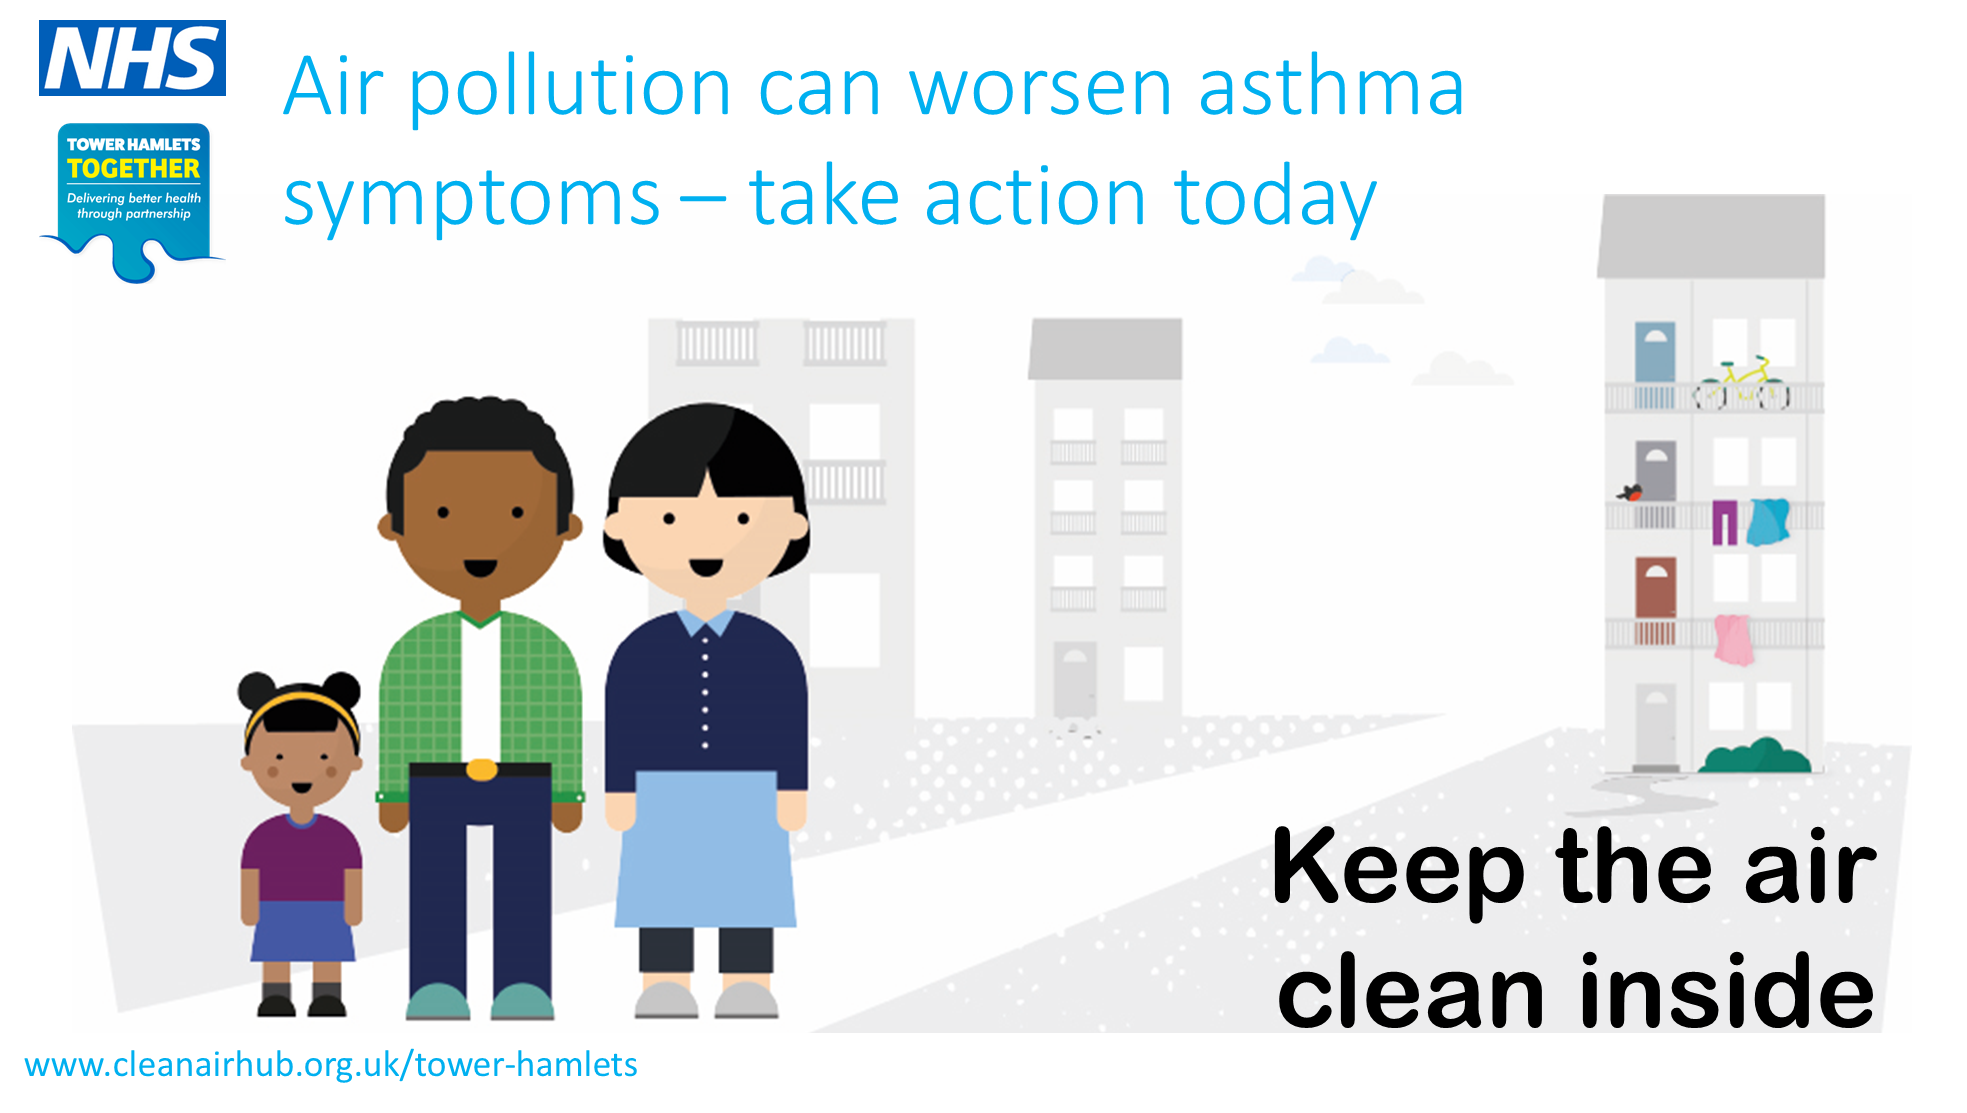 NHS
TOWER HAMLETS
TOGETHER
Delivering better health
through partnership
Air pollution can worsen asthma
symptoms – take action today
Keep the air
clean inside
www.cleanairhub.org.uk/tower-hamlets